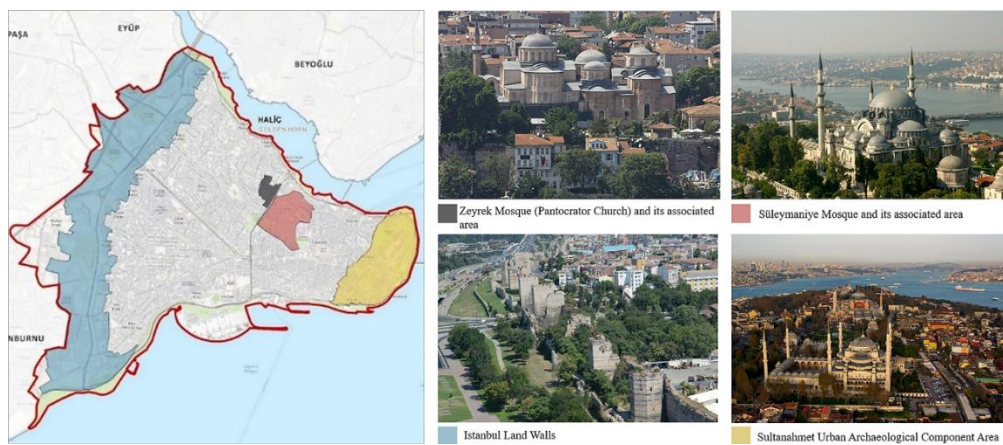 EYÜP
PAŞA
BEYOĞLU
HALİÇ
GOLDEN HORN
NBURNU
Zeyrek Mosque (Pantocrator Church) and its associated
area
Süleymaniye Mosque and its associated area
Istanbul Land Walls
Sultanahmet Urban Archaeological Component Area